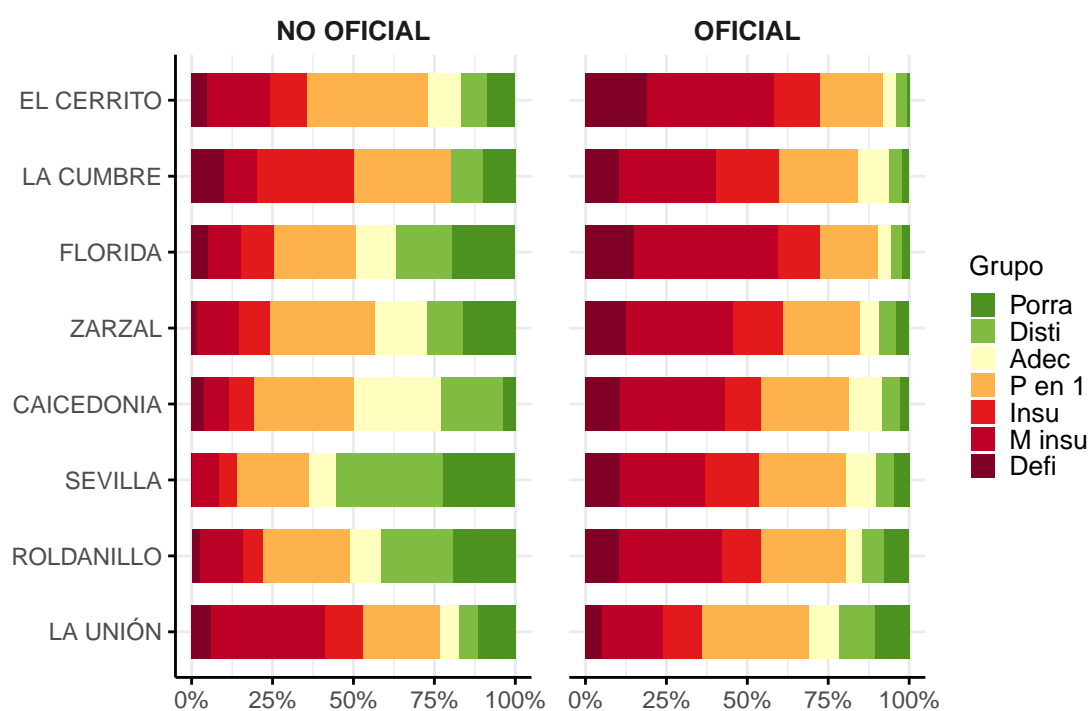 NO OFICIAL
OFICIAL
EL CERRITO
LA CUMBRE
FLORIDA
ZARZAL
CAICEDONIA
SEVILLA
ROLDANILLO
LA UNIÓN
0% 25% 50% 75% 100%
0% 25% 50% 75% 100%
Grupo
Porra
Disti
Adec
P en 1
Insu
M insu
Defi